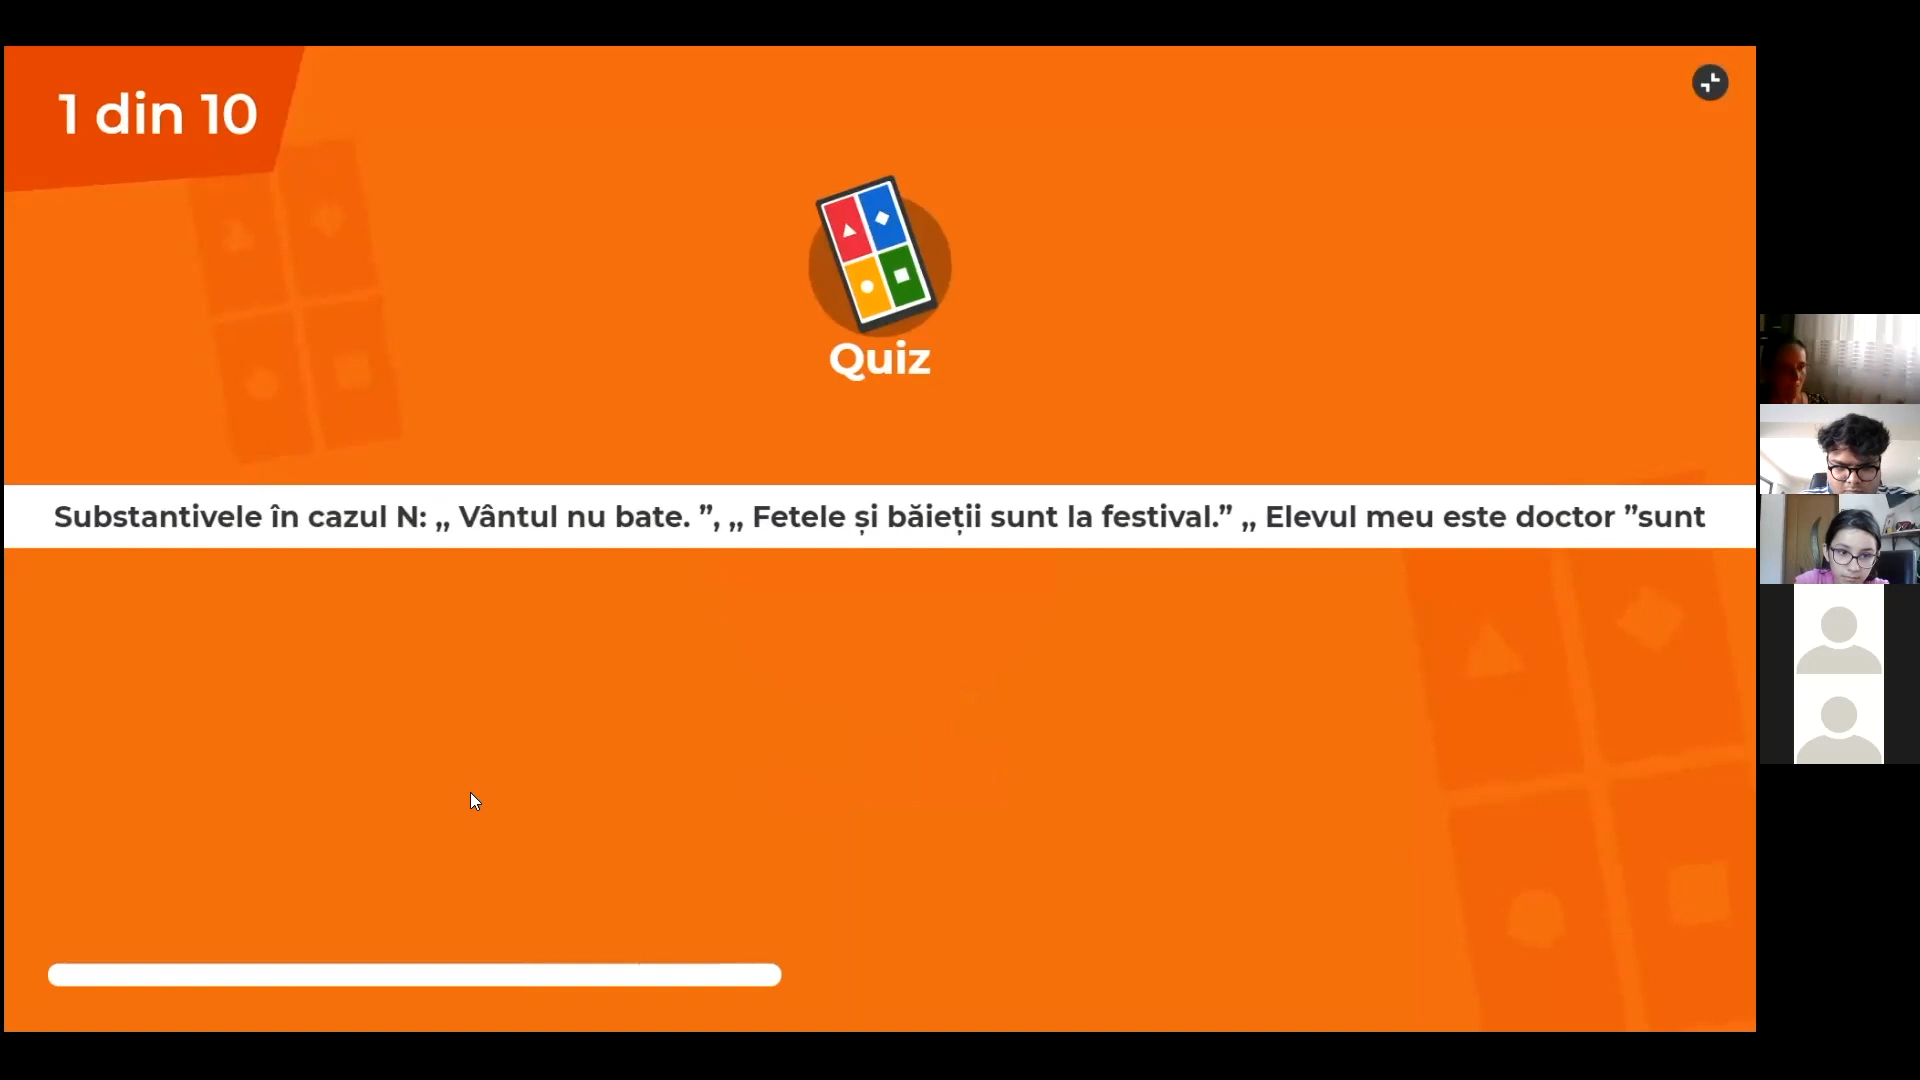 1 din 10
Quiz
Substantivele în cazul N: ,, Vântul nu bate. ”, ,, Fetele și băieții sunt la festival.” ,, Elevul meu este doctor ”sunt